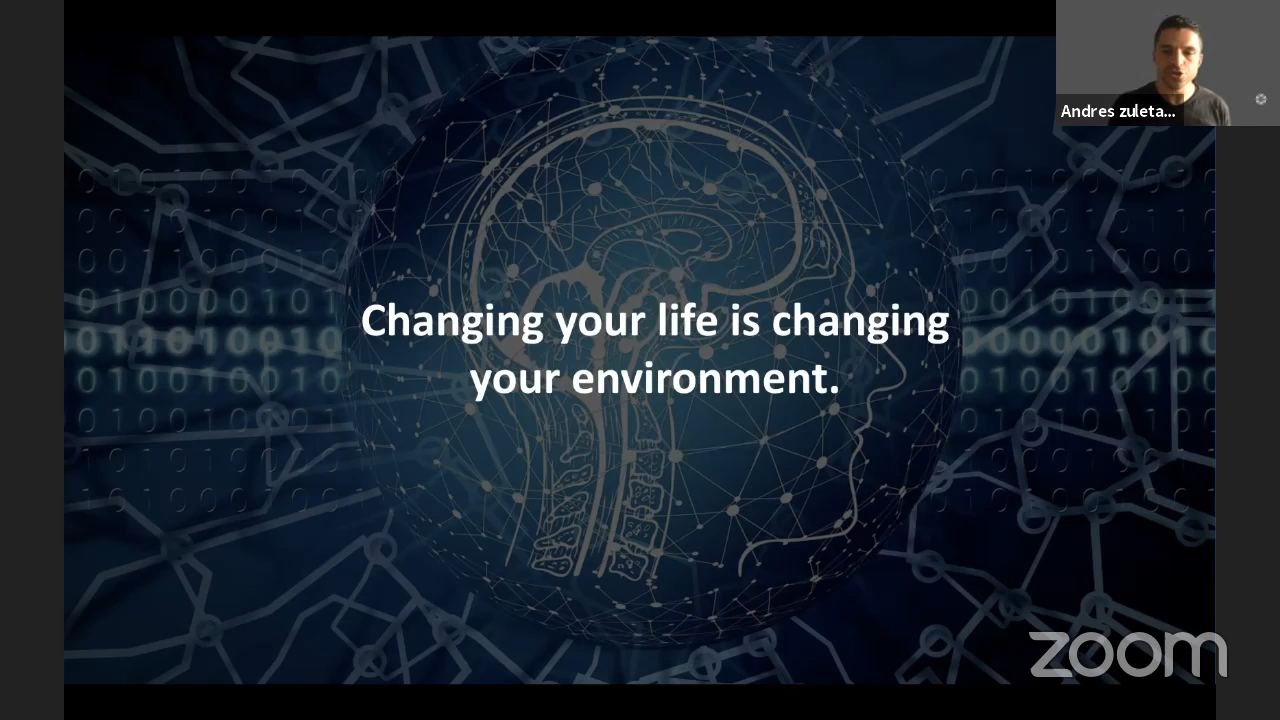 Andres zuleta...
Changing your life is changing
your environment.
zoom